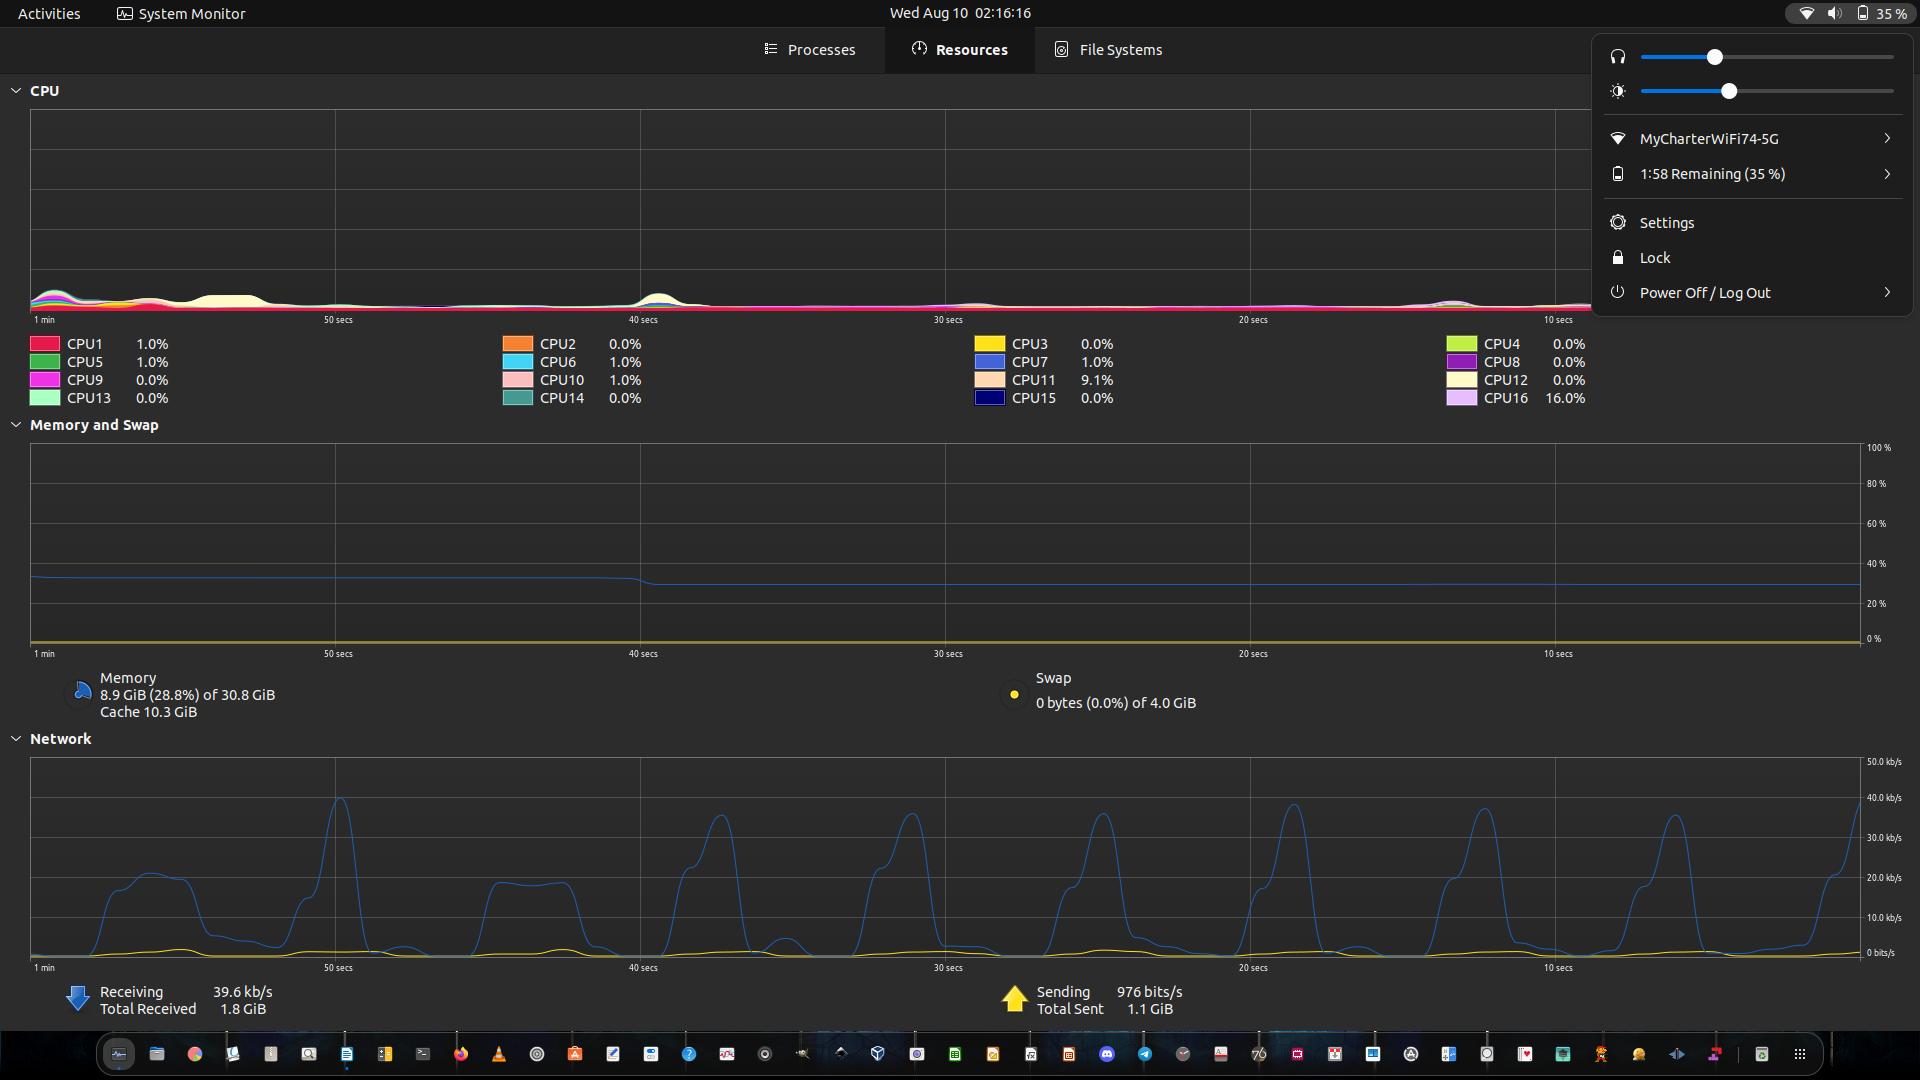 Activities
System Monitor
Wed Aug 10 02:16:16
35 %
Processes
Resources
File Systems
MyCharterWiFi74-5G
1:58 Remaining (35 %)
Settings
Lock
Power Off / Log Out
CPU
1 min
50 secs
40 secs
30 secs
20 secs
10 secs
CPU1 1.0%
CPU2 0.0%
CPU3 0.0%
CPU4 0.0%
CPU5 1.0%
CPU6 1.0%
CPU7 1.0%
CPU8 0.0%
CPU9 0.0%
CPU10 1.0%
CPU11 9.1%
CPU12 0.0%
CPU13 0.0%
CPU14 0.0%
CPU15 0.0%
CPU16 16.0%
Memory and Swap
100 %
80 %
60 %
40 %
20 %
0 %
1 min
50 secs
40 secs
30 secs
20 secs
10 secs
Memory
8.9 GiB (28.8%) of 30.8 GiB
Cache 10.3 GiB
Swap
0 bytes (0.0%) of 4.0 GiB
Network
50.0 kb/s
40.0 kb/s
30.0 kb/s
20.0 kb/s
10.0 kb/s
0 bits/s
1 min
50 secs
40 secs
30 secs
20 secs
10 secs
Receiving 39.6 kb/s
Total Received 1.8 GiB
Sending 976 bits/s
Total Sent 1.1 GiB
76